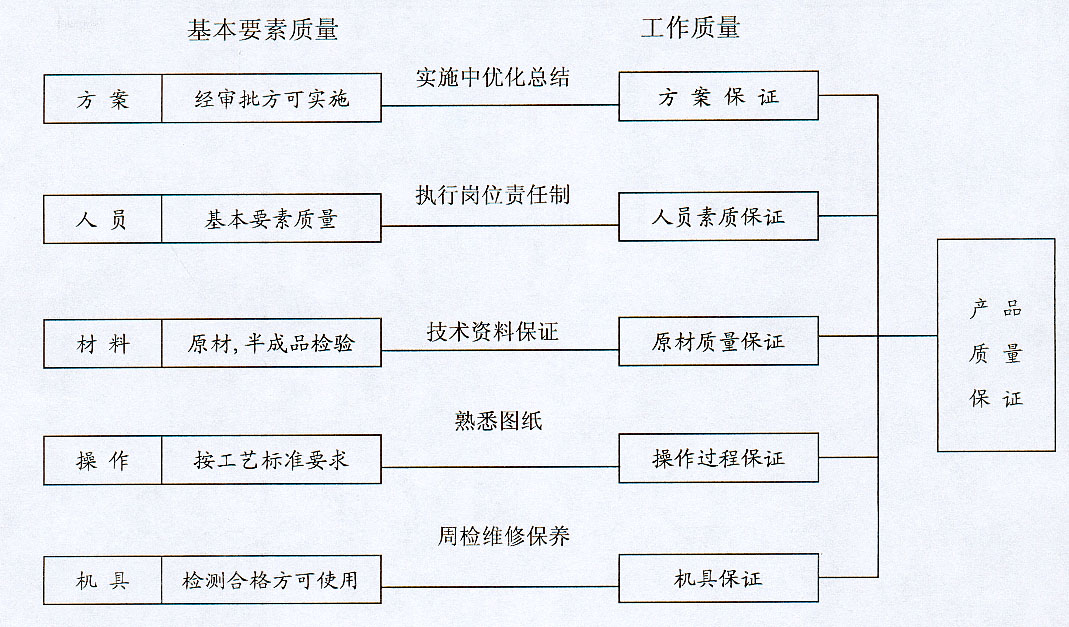 基本要素质量
工作质量
方案
经审批方可实施
实施中优化总结
方案保证
人员
基本要素质量
执行岗位责任制
人员素质保证
材料
原材,半成品检验
技术资料保证
原材质量保证
操作
按工艺标准要求
熟悉图纸
操作过程保证
机具
检测合格方可使用
周检维修保养
机具保证
产品
质量
保证